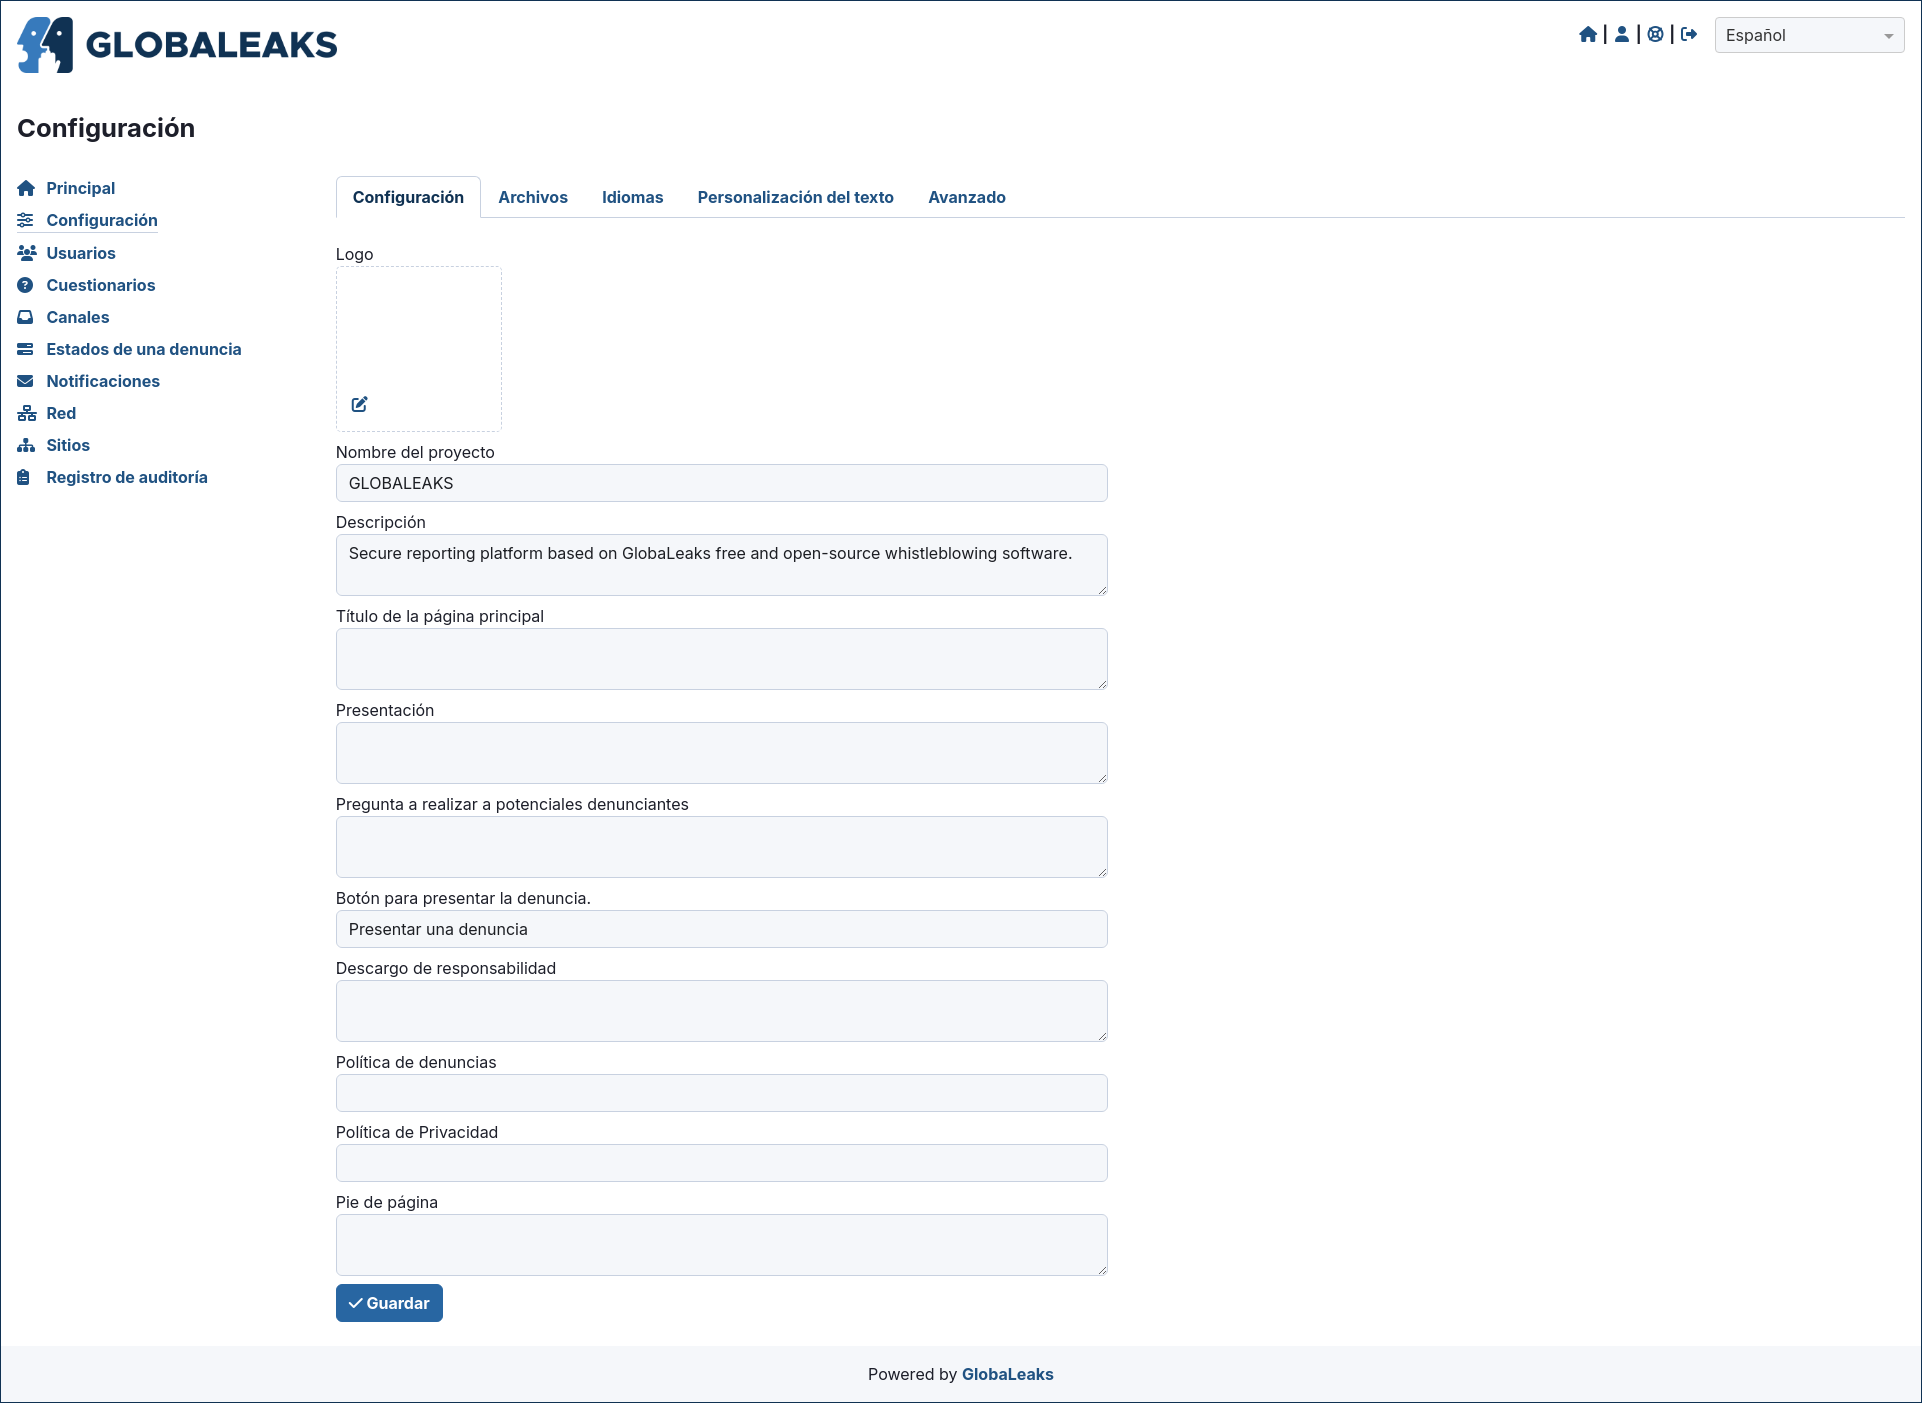 GLOBALEAKS
Español
Configuración
Principal
Configuración
Usuarios
Cuestionarios
Canales
Estados de una denuncia
Notificaciones
Red
Sitios
Registro de auditoría
Configuración Archivos Idiomas Personalización del texto Avanzado
Logo
Nombre del proyecto
GLOBALEAKS
Descripción
Secure reporting platform based on GlobaLeaks free and open-source whistleblowing software.
Título de la página principal
Presentación
Pregunta a realizar a potenciales denunciantes
Botón para presentar la denuncia.
Presentar una denuncia
Descargo de responsabilidad
Política de denuncias
Política de Privacidad
Pie de página
Guardar
Powered by GlobaLeaks